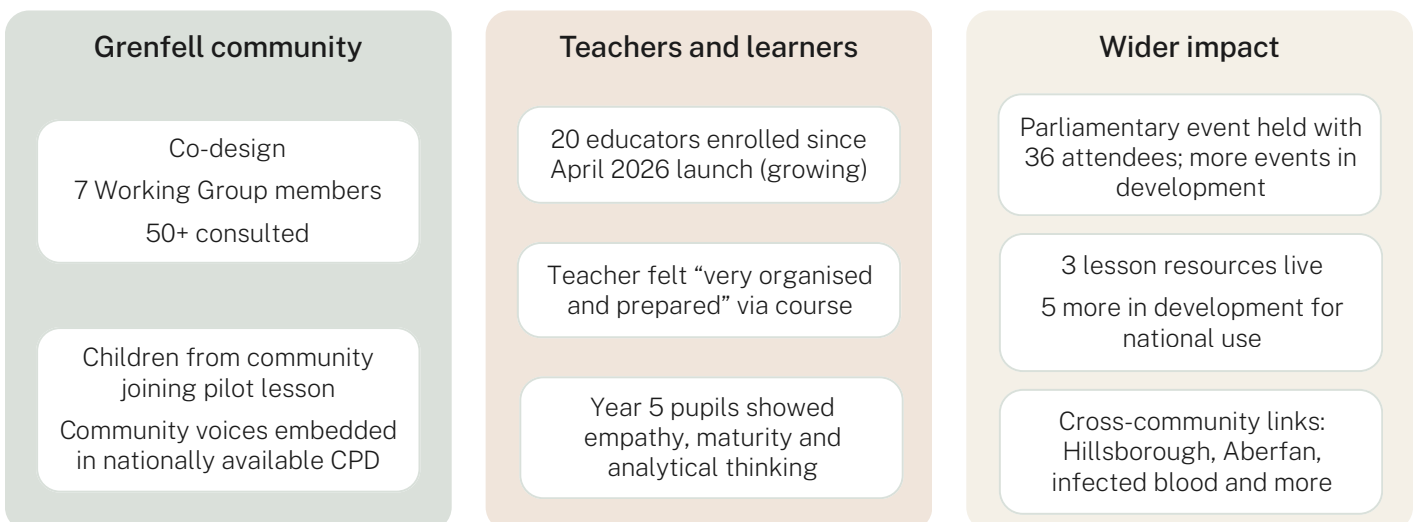 Grenfell community
Co-design
7 Working Group members
50+ consulted
Children from community
joining pilot lesson
Community voices embedded
in nationally available CPD
Teachers and learners
20 educators enrolled since
April 2026 launch (growing)
Teacher felt “very organised
and prepared” via course
Year 5 pupils showed
empathy, maturity and
analytical thinking
Wider impact
Parliamentary event held with
36 attendees; more events in
development
3 lesson resources live
5 more in development for
national use
Cross-community links:
Hillsborough, Aberfan,
infected blood and more